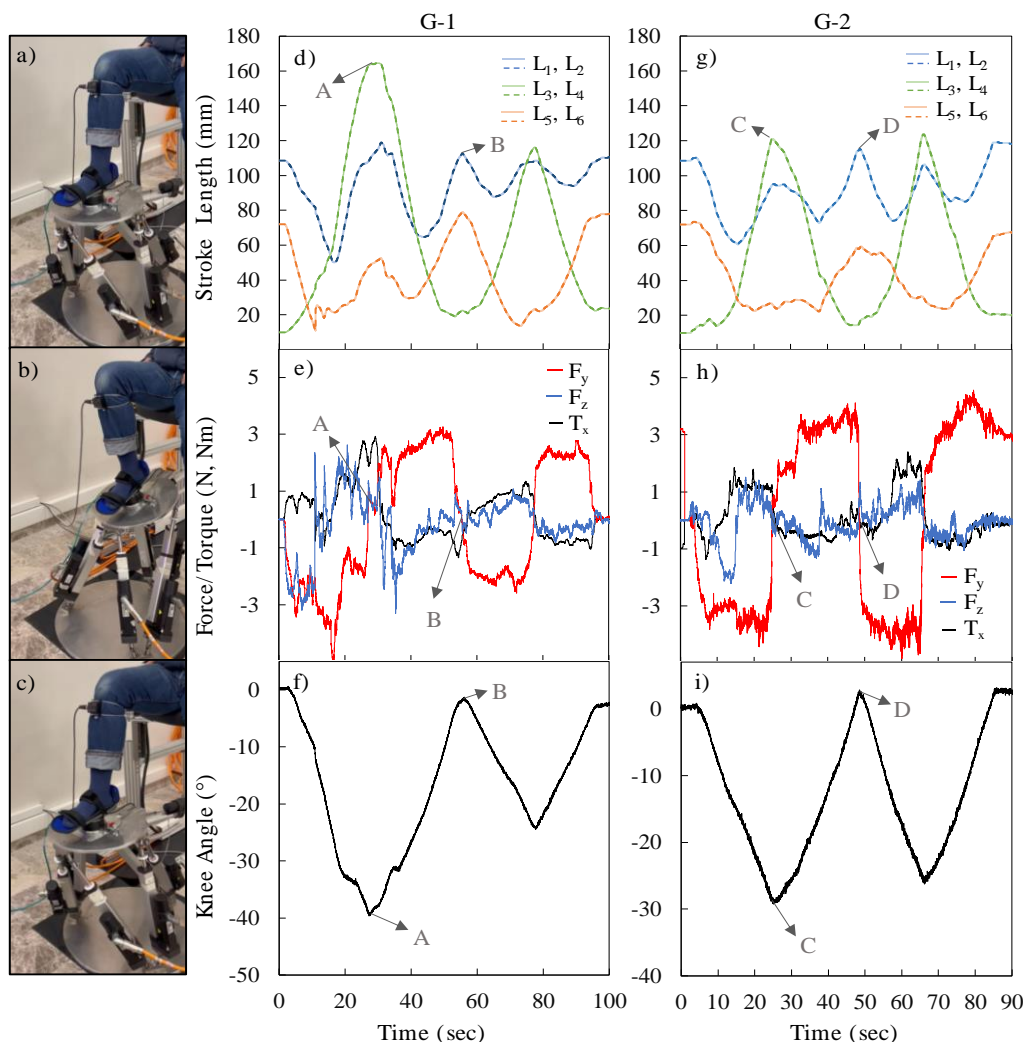 G-1
G-2
a)
b)
c)
Stroke Length (mm)
180
160
140
120
100
80
60
40
20
d)
L1, L2
L3, L4
L5, L6
A
B
180
160
140
120
100
80
60
40
20
g)
L1, L2
L3, L4
L5, L6
C
D
Force/Torque (N, Nm)
5
3
1
-1
-3
e)
Fy
Fz
Tx
A
B
5
3
1
-1
-3
h)
Fy
Fz
Tx
C
D
Knee Angle (°)
0
-10
-20
-30
-40
-50
f)
B
A
0 20 40 60 80 100
Time (sec)
0
-10
-20
-30
-40
i)
D
C
0 10 20 30 40 50 60 70 80 90
Time (sec)